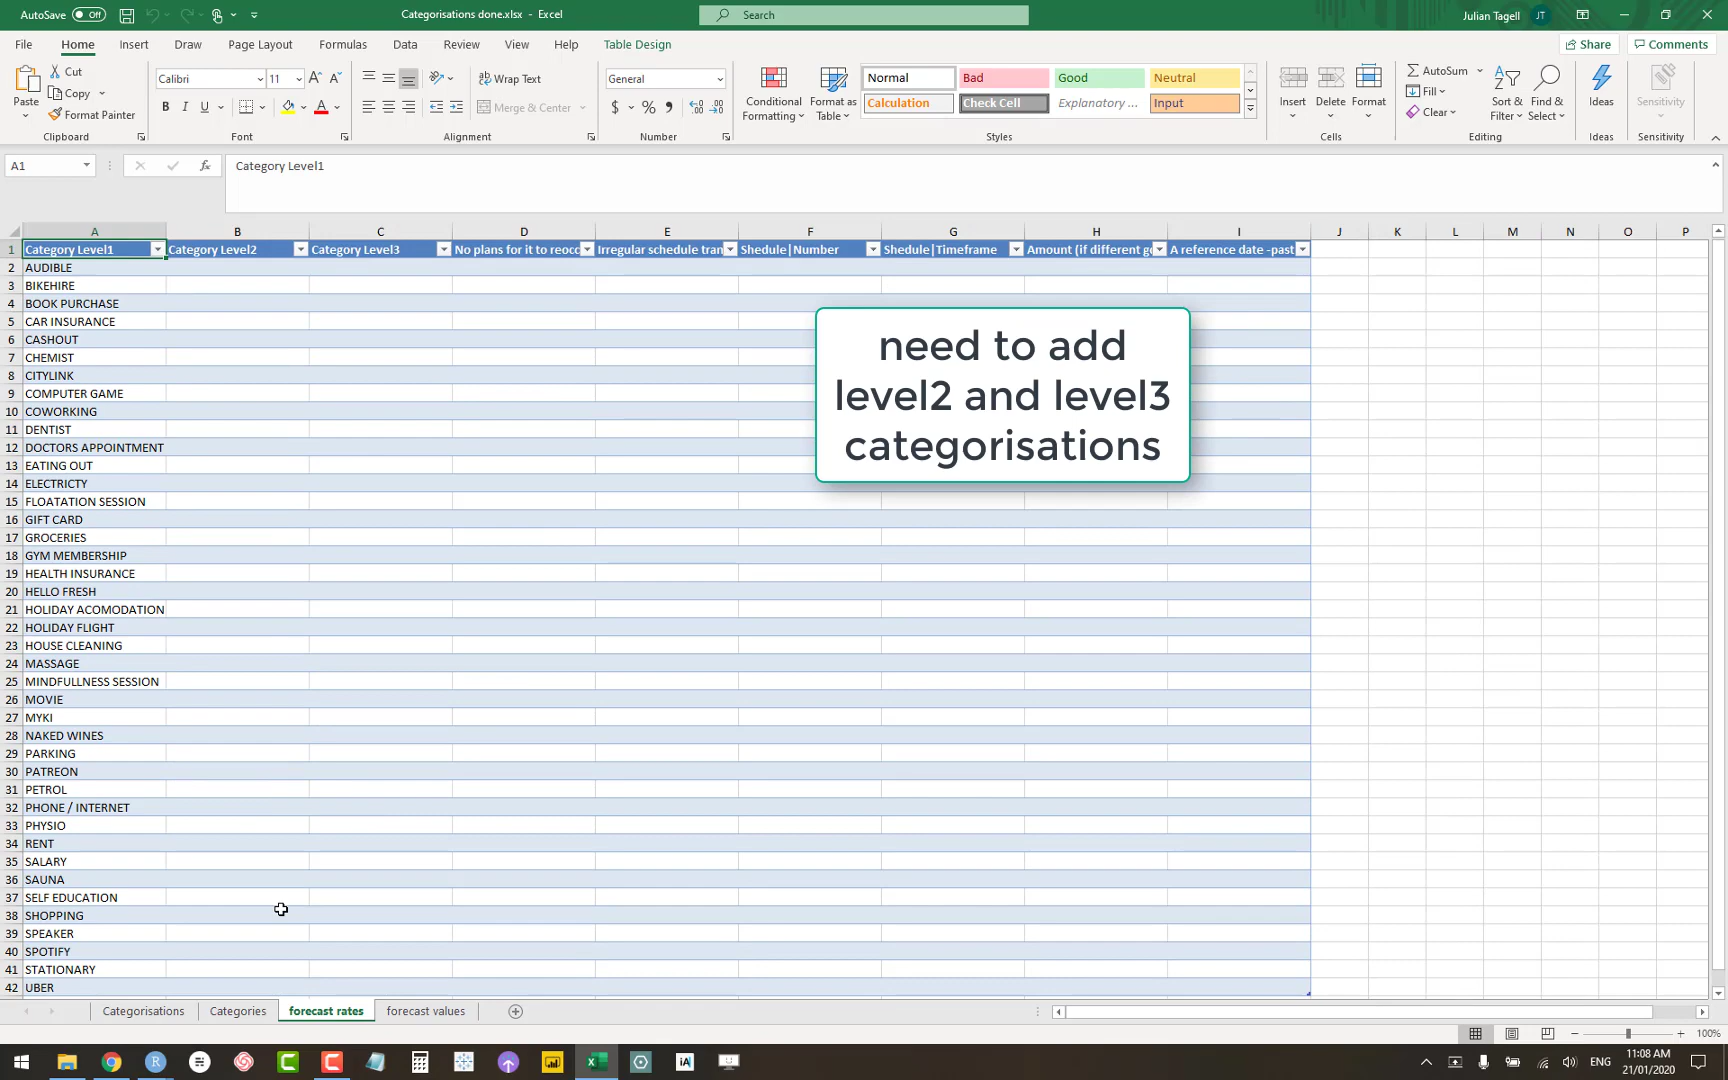 AutoSave Off
Categorisations done.xlsx - Excel
Search
Julian Tagell JT
File Home Insert Draw Page Layout Formulas Data Review View Help Table Design
Share Comments
Paste
Cut
Copy
Format Painter
Clipboard
Calibri 11
B I U
Font
Wrap Text
Merge & Center
Alignment
General
$ % ,
Number
Conditional Formatting
Format as Table
Normal Bad Good Neutral
Calculation Check Cell Explanatory ... Input
Styles
Insert Delete Format
Cells
AutoSum
Fill
Clear
Sort & Filter
Find & Select
Editing
Ideas
Ideas
Sensitivity
Sensitivity
A1 fx Category Level1
A B C D E F G H I J K L M N O P
1 Category Level1 Category Level2 Category Level3 No plans for it to reocc Irregular schedule tran Shedule|Number Shedule|Timeframe Amount (if different g A reference date -past
2 AUDIBLE
3 BIKEHIRE
4 BOOK PURCHASE
5 CAR INSURANCE
6 CASHOUT
7 CHEMIST
8 CITYLINK
9 COMPUTER GAME
10 COWORKING
11 DENTIST
12 DOCTORS APPOINTMENT
13 EATING OUT
14 ELECTRICTY
15 FLOATATION SESSION
16 GIFT CARD
17 GROCERIES
18 GYM MEMBERSHIP
19 HEALTH INSURANCE
20 HELLO FRESH
21 HOLIDAY ACOMODATION
22 HOLIDAY FLIGHT
23 HOUSE CLEANING
24 MASSAGE
25 MINDFULLNESS SESSION
26 MOVIE
27 MYKI
28 NAKED WINES
29 PARKING
30 PATREON
31 PETROL
32 PHONE / INTERNET
33 PHYSIO
34 RENT
35 SALARY
36 SAUNA
37 SELF EDUCATION
38 SHOPPING
39 SPEAKER
40 SPOTIFY
41 STATIONARY
42 UBER
need to add
level2 and level3
categorisations
Categorisations Categories forecast rates forecast values
100%
ENG
11:08 AM
21/01/2020